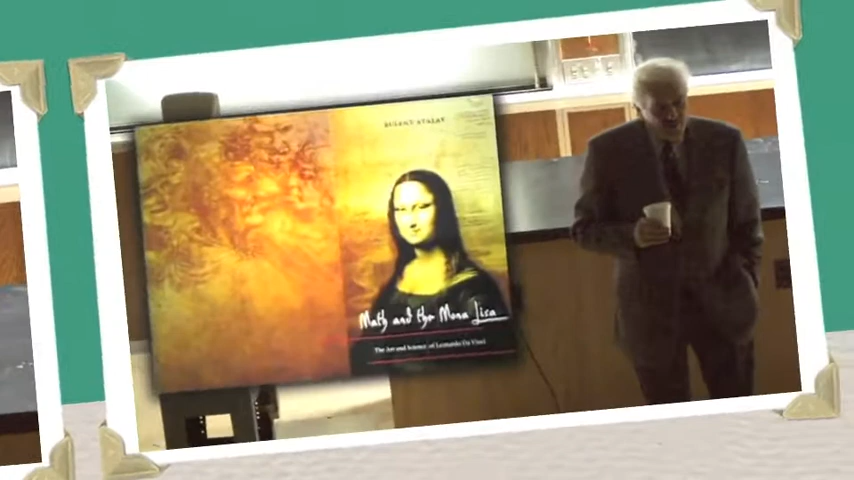 BULENT ATALAY
Math and the Mona Lisa
The Art and Science of Leonardo Da Vinci